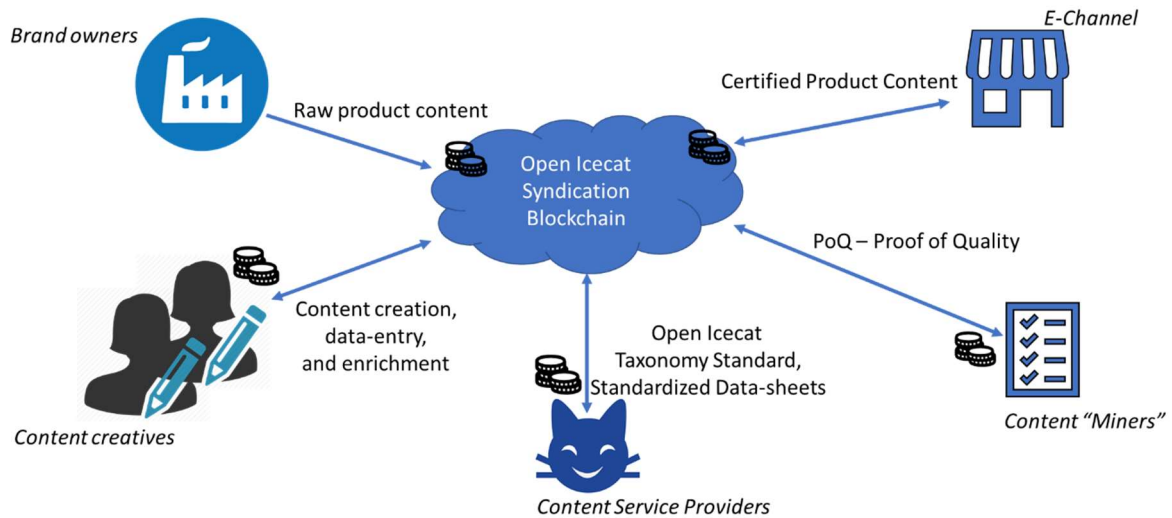 Brand owners
E-Channel
Certified Product Content
Raw product content
Open Icecat
Syndication
Blockchain
PoQ – Proof of Quality
Content creation,
data-entry,
and enrichment
Open Icecat
Taxonomy Standard,
Standardized Data-sheets
Content creatives
Content “Miners”
Content Service Providers